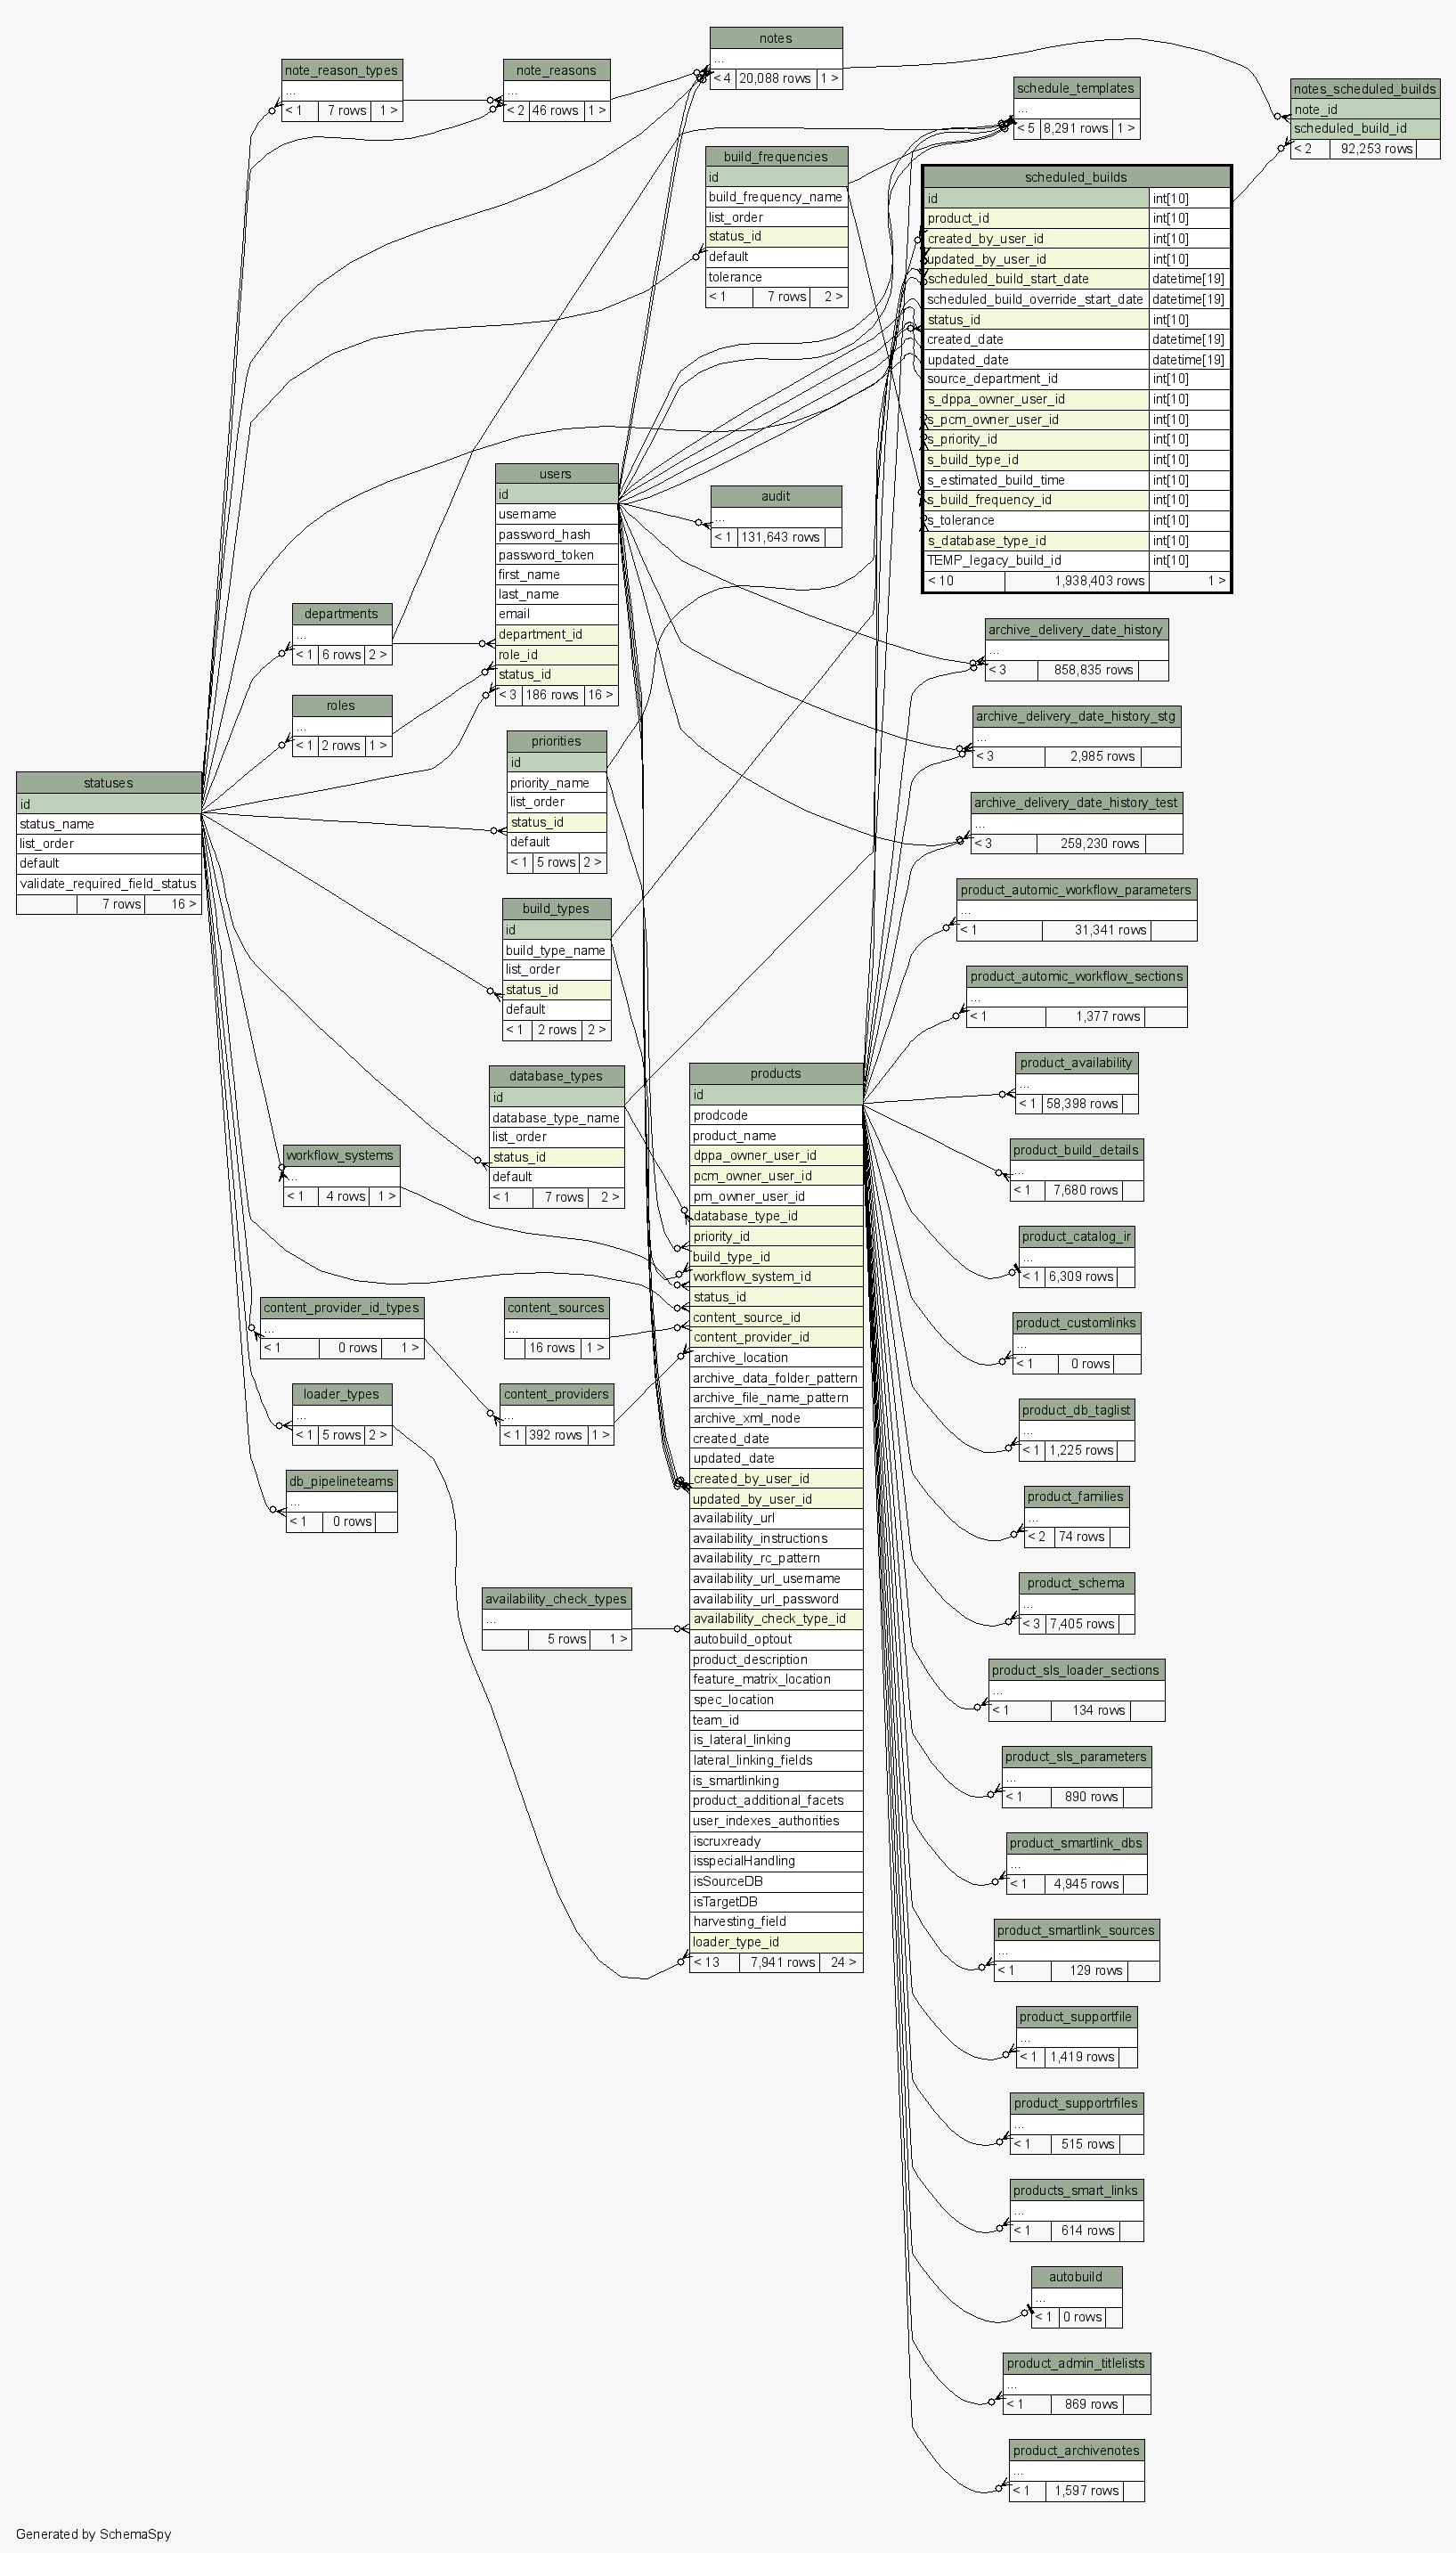 notes
...
< 4 20,088 rows 1 >
note_reason_types
...
< 1 7 rows 1 >
note_reasons
...
< 2 46 rows 1 >
schedule_templates
...
< 5 8,291 rows 1 >
notes_scheduled_builds
note_id
scheduled_build_id
< 2 92,253 rows
build_frequencies
id
build_frequency_name
list_order
status_id
default
tolerance
< 1 7 rows 2 >
scheduled_builds
id int[10]
product_id int[10]
created_by_user_id int[10]
updated_by_user_id int[10]
scheduled_build_start_date datetime[19]
scheduled_build_override_start_date datetime[19]
status_id int[10]
created_date datetime[19]
updated_date datetime[19]
source_department_id int[10]
s_dppa_owner_user_id int[10]
s_pcm_owner_user_id int[10]
s_priority_id int[10]
s_build_type_id int[10]
s_estimated_build_time int[10]
s_build_frequency_id int[10]
s_tolerance int[10]
s_database_type_id int[10]
TEMP_legacy_build_id int[10]
< 10 1,938,403 rows 1 >
users
id
username
password_hash
password_token
first_name
last_name
email
department_id
role_id
status_id
< 3 186 rows 16 >
audit
...
< 1 131,643 rows
departments
...
< 1 6 rows 2 >
roles
...
< 1 2 rows 1 >
archive_delivery_date_history
...
< 3 858,835 rows
archive_delivery_date_history_stg
...
< 3 2,985 rows
archive_delivery_date_history_test
...
< 3 259,230 rows
priorities
id
priority_name
list_order
status_id
default
< 1 5 rows 2 >
statuses
id
status_name
list_order
default
validate_required_field_status
7 rows 16 >
build_types
id
build_type_name
list_order
status_id
default
< 1 2 rows 2 >
product_automic_workflow_parameters
...
< 1 31,341 rows
product_automic_workflow_sections
...
< 1 1,377 rows
database_types
id
database_type_name
list_order
status_id
default
< 1 7 rows 2 >
workflow_systems
...
< 1 4 rows 1 >
content_provider_id_types
...
< 1 0 rows 1 >
content_sources
...
16 rows 1 >
loader_types
...
< 1 5 rows 2 >
content_providers
...
< 1 392 rows 1 >
db_pipelineteams
...
< 1 0 rows
availability_check_types
...
5 rows 1 >
products
id
prodcode
product_name
dppa_owner_user_id
pcm_owner_user_id
pm_owner_user_id
database_type_id
priority_id
build_type_id
workflow_system_id
status_id
content_source_id
content_provider_id
archive_location
archive_data_folder_pattern
archive_file_name_pattern
archive_xml_node
created_date
updated_date
created_by_user_id
updated_by_user_id
availability_url
availability_instructions
availability_rc_pattern
availability_url_username
availability_url_password
availability_check_type_id
autobuild_optout
product_description
feature_matrix_location
spec_location
team_id
is_lateral_linking
lateral_linking_fields
is_smartlinking
product_additional_facets
user_indexes_authorities
iscruxready
isspecialHandling
isSourceDB
isTargetDB
harvesting_field
loader_type_id
< 13 7,941 rows 24 >
product_availability
...
< 1 58,398 rows
product_build_details
...
< 1 7,680 rows
product_catalog_ir
...
< 1 6,309 rows
product_customlinks
...
< 1 0 rows
product_db_taglist
...
< 1 1,225 rows
product_families
...
< 2 74 rows
product_schema
...
< 3 7,405 rows
product_sls_loader_sections
...
< 1 134 rows
product_sls_parameters
...
< 1 890 rows
product_smartlink_dbs
...
< 1 4,945 rows
product_smartlink_sources
...
< 1 129 rows
product_supportfile
...
< 1 1,419 rows
product_supportrfiles
...
< 1 515 rows
products_smart_links
...
< 1 614 rows
autobuild
...
< 1 0 rows
product_admin_titlelists
...
< 1 869 rows
product_archivenotes
...
< 1 1,597 rows
Generated by SchemaSpy